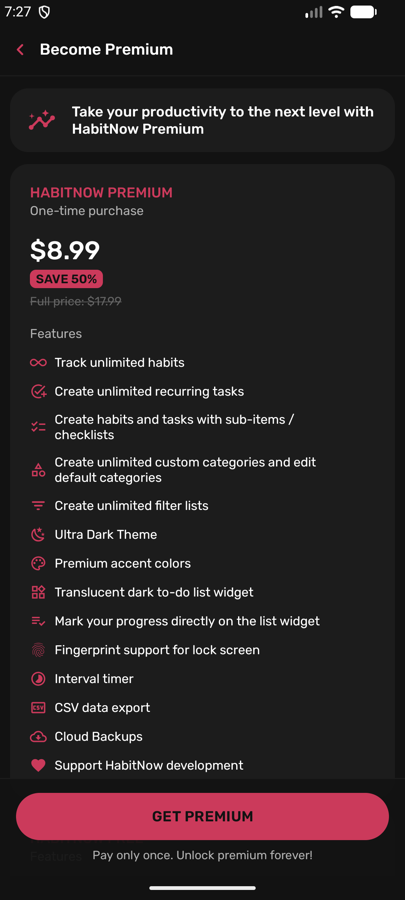 7:27
Become Premium
Take your productivity to the next level with
HabitNow Premium
HABITNOW PREMIUM
One-time purchase
$8.99
SAVE 50%
Full price: $17.99
Features
Track unlimited habits
Create unlimited recurring tasks
Create habits and tasks with sub-items /
checklists
Create unlimited custom categories and edit
default categories
Create unlimited filter lists
Ultra Dark Theme
Premium accent colors
Translucent dark to-do list widget
Mark your progress directly on the list widget
Fingerprint support for lock screen
Interval timer
CSV
CSV data export
Cloud Backups
Support HabitNow development
GET PREMIUM
Features
Pay only once. Unlock premium forever!